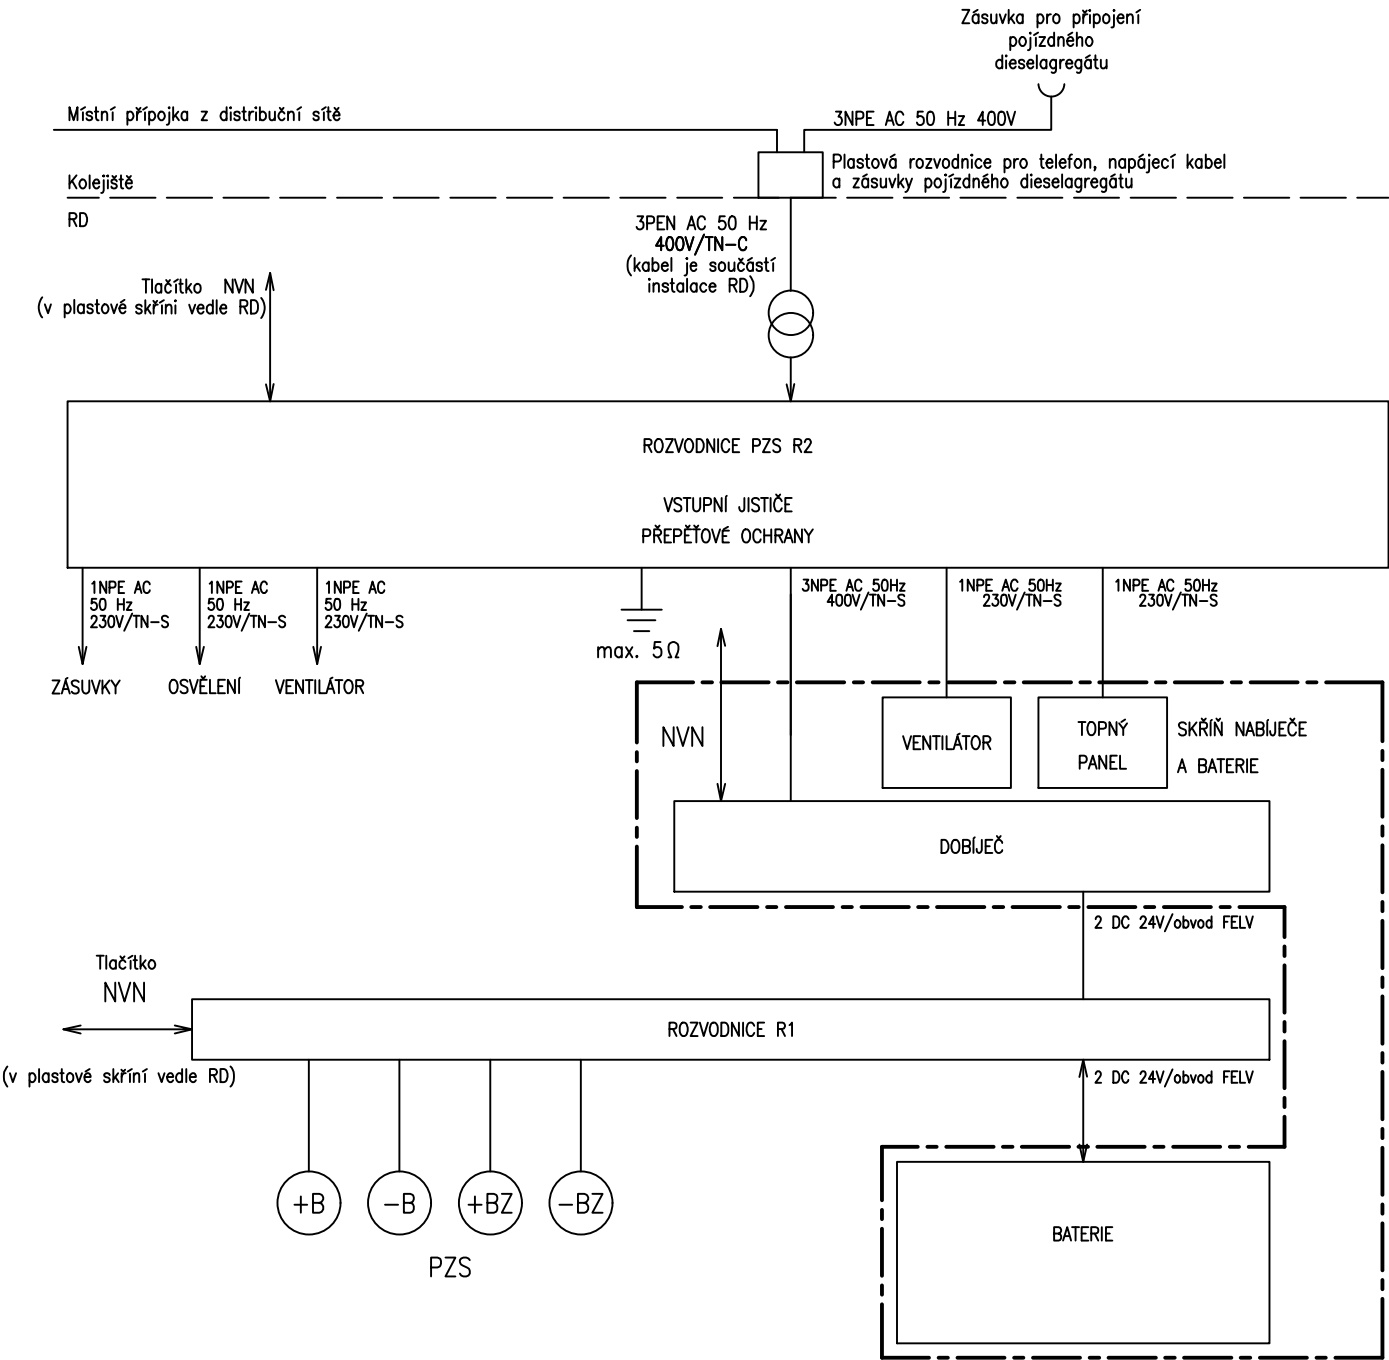 Zásuvka pro připojení
pojízdného
dieselagregátu
Místní přípojka z distribuční sítě
3NPE AC 50 Hz 400V
Plastová rozvodnice pro telefon, napájecí kabel
a zásuvky pojízdného dieselagregátu
Kolejiště
RD
3PEN AC 50 Hz
400V/TN-C
(kabel je součástí
instalace RD)
Tlačítko NVN
(v plastové skříni vedle RD)
ROZVODNICE PZS R2
VSTUPNÍ JISTIČE
PŘEPĚŤOVÉ OCHRANY
1NPE AC
50 Hz
230V/TN-S
1NPE AC
50 Hz
230V/TN-S
1NPE AC
50 Hz
230V/TN-S
3NPE AC 50Hz
400V/TN-S
1NPE AC 50Hz
230V/TN-S
1NPE AC 50Hz
230V/TN-S
max. 5Ω
ZÁSUVKY
OSVĚLENÍ
VENTILÁTOR
NVN
VENTILÁTOR
TOPNÝ
PANEL
SKŘÍŇ NABÍJEČE
A BATERIE
DOBÍJEČ
2 DC 24V/obvod FELV
Tlačítko
NVN
(v plastové skříní vedle RD)
ROZVODNICE R1
2 DC 24V/obvod FELV
+B
-B
+BZ
-BZ
PZS
BATERIE